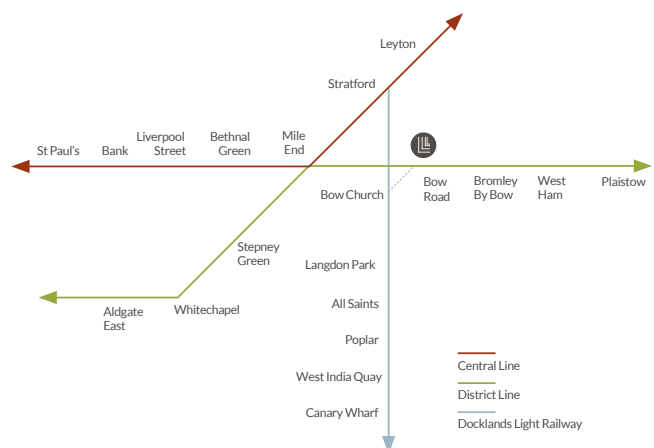 Leyton
Stratford
Mile
End
Bethnal
Green
Liverpool
Street
Bank
St Paul's
Bow Church
Bow
Road
Bromley
By Bow
West
Ham
Plaistow
Stepney
Green
Langdon Park
Whitechapel
Aldgate
East
All Saints
Poplar
West India Quay
Canary Wharf
Central Line
District Line
Docklands Light Railway